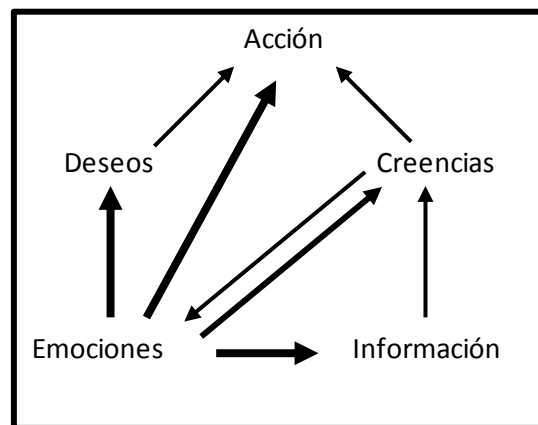 Acción
Deseos
Creencias
Emociones
Información